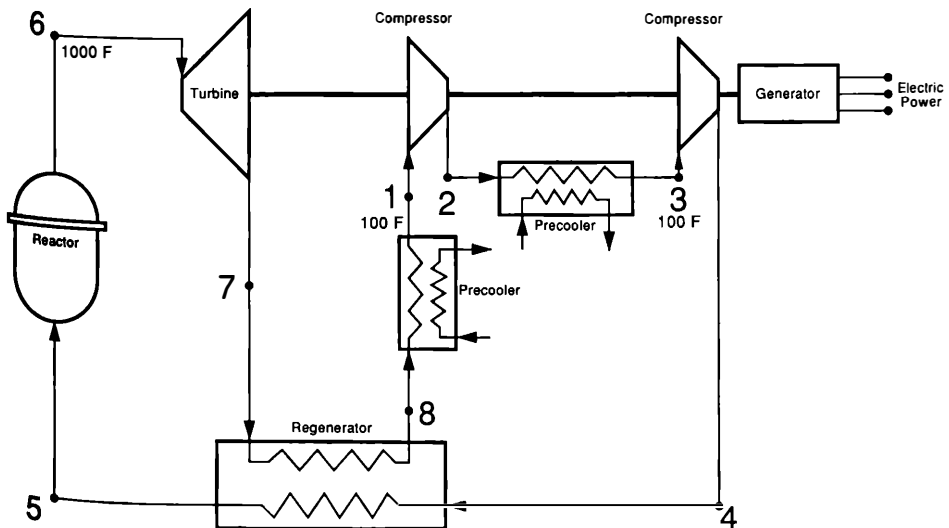 6
1000 F
Compressor
Compressor
Turbine
Generator
Electric
Power
1
2
3
100 F
100 F
Precooler
Reactor
7
Precooler
8
Regenerator
5
4